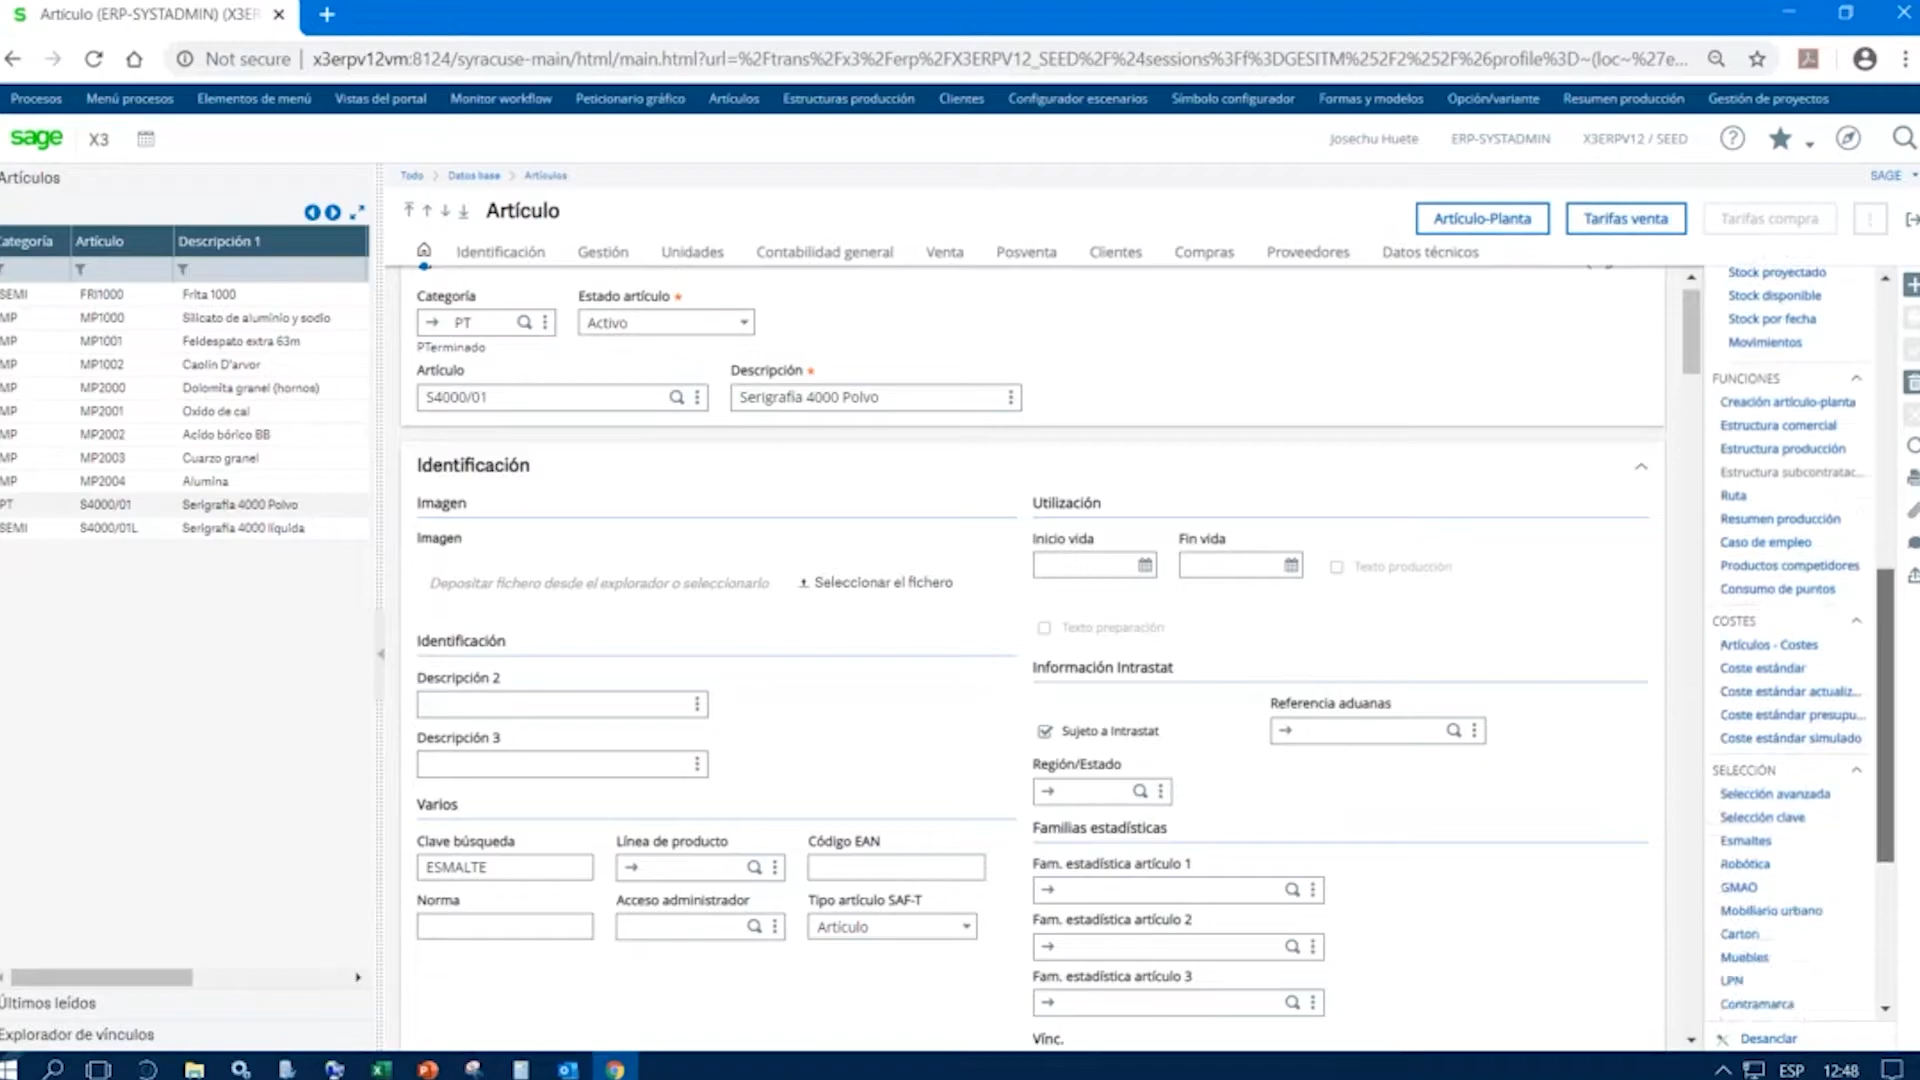 Artículo (ERP-SYSTADMIN) (X3ER
Not secure | x3erpv12vm:8124/syracuse-main/html/main.html?url=%2Ftrans%2Fx3%2Ferp%2FX3ERPV12_SEED%2F%24sessions%3Ff%3DGESITM%252F2%252F%26profile%3D~(loc~%27e...
Procesos Menú procesos Elementos de menú Vistas del portal Monitor workflow Peticionario gráfico Artículos Estructuras producción Clientes Configurador escenarios Símbolo configurador Formas y modelos Opción/variante Resumen producción Gestión de proyectos
sage X3 Josechu Huete ERP-SYSTADMIN X3ERPV12 / SEED
Artículos
ategoría Artículo Descripción 1
SEMI FRI1000 Frita 1000
MP MP1000 Silicato de aluminio y sodio
MP MP1001 Feldespato extra 63m
MP MP1002 Caolín D'arvor
MP MP2000 Dolomita granel (hornos)
MP MP2001 Oxido de cal
MP MP2002 Acido bórico BB
MP MP2003 Cuarzo granel
MP MP2004 Alumina
PT S4000/01 Serigrafía 4000 Polvo
SEMI S4000/01L Serigrafía 4000 líquida
Últimos leídos
Explorador de vínculos
Todo > Datos base > Artículos
SAGE
Artículo
Artículo-Planta Tarifas venta Tarifas compra
Identificación Gestión Unidades Contabilidad general Venta Posventa Clientes Compras Proveedores Datos técnicos
Categoría Estado artículo *
PT Activo
PTerminado
Artículo Descripción *
S4000/01 Serigrafía 4000 Polvo
Identificación
Imagen
Imagen
Depositar fichero desde el explorador o seleccionarlo Seleccionar el fichero
Identificación
Descripción 2
Descripción 3
Varios
Clave búsqueda Línea de producto Código EAN
ESMALTE
Norma Acceso administrador Tipo artículo SAF-T
Artículo
Utilización
Inicio vida Fin vida
Texto producción
Texto preparación
Información Intrastat
Referencia aduanas
Sujeto a Intrastat
Región/Estado
Familias estadísticas
Fam. estadística artículo 1
Fam. estadística artículo 2
Fam. estadística artículo 3
Vínc.
Stock proyectado
Stock disponible
Stock por fecha
Movimientos
FUNCIONES
Creación artículo-planta
Estructura comercial
Estructura producción
Estructura subcontratac...
Ruta
Resumen producción
Caso de empleo
Productos competidores
Consumo de puntos
COSTES
Artículos - Costes
Coste estándar
Coste estándar actualiz...
Coste estándar presupu...
Coste estándar simulado
SELECCIÓN
Selección avanzada
Selección clave
Esmaltes
Robótica
GMAO
Mobiliario urbano
Carton
Muebles
LPN
Contramarca
Desanclar
ESP 12:48